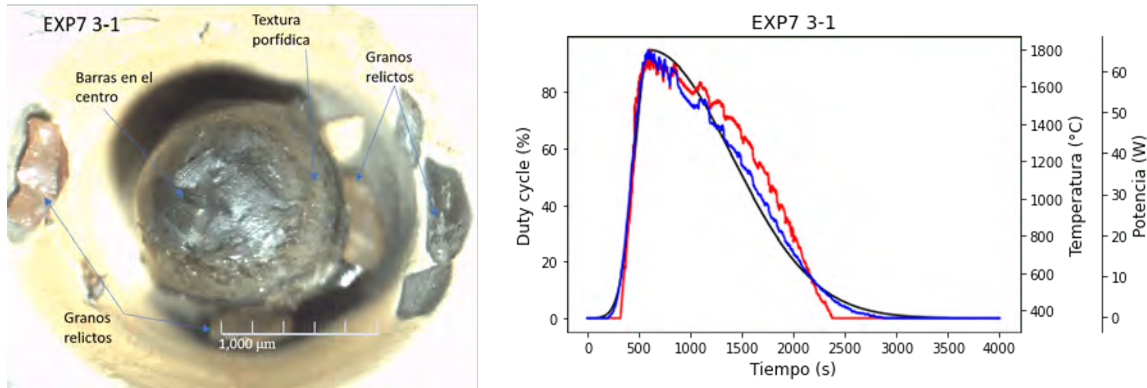 EXP7 3-1
Textura
porfídica
Granos
relictos
Barras en el
centro
Granos
relictos
1,000 μm
EXP7 3-1
Duty cycle (%)
80
60
40
20
0
1800
1600
1400
1200
1000
800
600
400
Temperatura (°C)
60
50
40
30
20
10
0
Potencia (W)
0 500 1000 1500 2000 2500 3000 3500 4000
Tiempo (s)